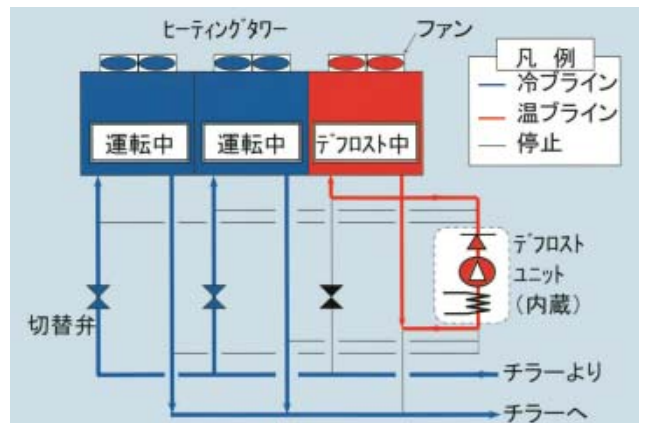 ヒーティングタワー
ファン
凡 例
冷ブライン
温ブライン
停止
運転中
運転中
デフロスト中
デフロスト
ユニット
(内蔵)
切替弁
チラーより
チラーへ